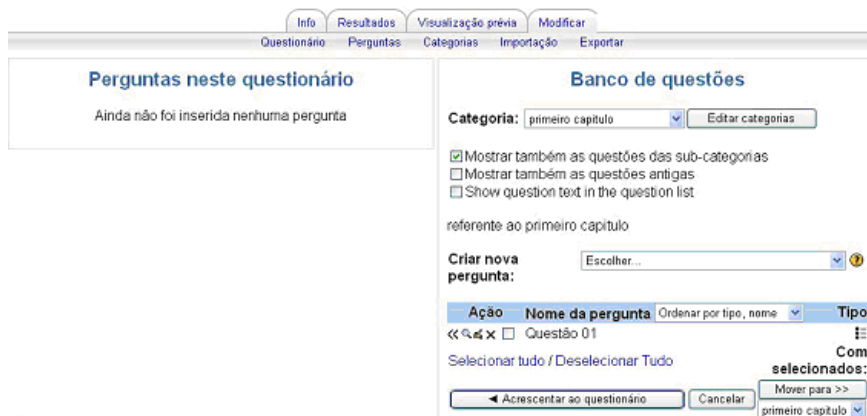 Info Resultados Visualização prévia Modificar
Questionário Perguntas Categorias Importação Exportar
Perguntas neste questionário
Ainda não foi inserida nenhuma pergunta
Banco de questões
Categoria: primeiro capitulo Editar categorias
Mostrar também as questões das sub-categorias
Mostrar também as questões antigas
Show question text in the question list
referente ao primeiro capitulo
Criar nova pergunta: Escolher...
Ação Nome da pergunta Ordenar por tipo, nome Tipo
Questão 01
Selecionar tudo / Deselecionar Tudo
Com selecionados:
◄ Acrescentar ao questionário Cancelar Mover para >>
primeiro capitulo